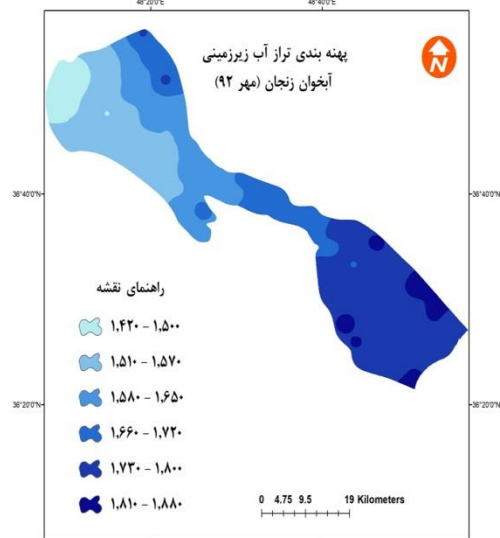 48°20'0"E
48°40'0"E
پهنه بندی تراز آب زیرزمینی
آبخوان زنجان (مهر ۹۲)
N
36°40'0"N
36°40'0"N
راهنمای نقشه
۱,۴۲۰ – ۱,۵۰۰
۱,۵۱۰ – ۱,۵۷۰
۱,۵۸۰ – ۱,۶۵۰
۱,۶۶۰ – ۱,۷۲۰
۱,۷۳۰ – ۱,۸۰۰
۱,۸۱۰ – ۱,۸۸۰
36°20'0"N
36°20'0"N
0 4.75 9.5 19 Kilometers